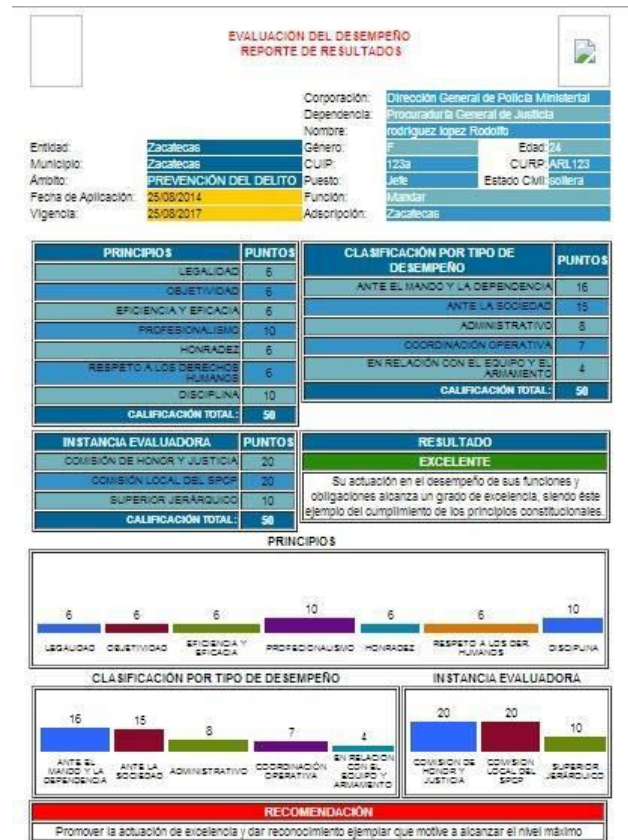 EVALUACIÓN DEL DESEMPEÑO
REPORTE DE RESULTADOS
Corporación: Dirección General de Policía Ministertal
Dependencia: Procuraduría General de Justicia
Nombre: rodriguez lopez Rodolfo
Entidad: Zacatecas Género: F Edad: 24
Municipio: Zacatecas CUIP: 123a CURP: ARL123
Ámbito: PREVENCIÓN DEL DELITO Puesto: Jefe Estado Civil: soltera
Fecha de Aplicación: 25/08/2014 Función: Mandar
Vigencia: 25/08/2017 Adscripción: Zacatecas
PRINCIPIOS PUNTOS
LEGALIDAD 6
OBJETIVIDAD 6
EFICIENCIA Y EFICACIA 6
PROFESIONALISMO 10
HONRADEZ 6
RESPETO A LOS DERECHOS
HUMANOS 6
DISCIPLINA 10
CALIFICACIÓN TOTAL: 50
CLASIFICACIÓN POR TIPO DE
DESEMPEÑO PUNTOS
ANTE EL MANDO Y LA DEPENDENCIA 16
ANTE LA SOCIEDAD 15
ADMINISTRATIVO 8
COORDINACIÓN OPERATIVA 7
EN RELACIÓN CON EL EQUIPO Y EL
ARMAMENTO 4
CALIFICACIÓN TOTAL: 50
INSTANCIA EVALUADORA PUNTOS
COMISIÓN DE HONOR Y JUSTICIA 20
COMISIÓN LOCAL DEL SPCP 20
SUPERIOR JERÁRQUICO 10
CALIFICACIÓN TOTAL: 50
RESULTADO
EXCELENTE
Su actuación en el desempeño de sus funciones y
obligaciones alcanza un grado de excelencia, siendo éste
ejemplo del cumplimiento de los principios constitucionales.
PRINCIPIOS
6 6 6 10 6 6 10
LEGALIDAD OBJETIVIDAD EFICIENCIA Y
EFICACIA PROFECIONALISMO HONRADEZ RESPETO A LOS DER.
HUMANOS DISCIPLINA
CLASIFICACIÓN POR TIPO DE DESEMPEÑO
16 15 8 7 4
ANTE EL
MANDO Y LA
DEPENDENCIA
ANTE LA
SOCIEDAD
ADMINISTRATIVO
COORDINACIÓN
OPERATIVA
EN RELACION
CON EL
EQUIPO Y
ARMAMENTO
INSTANCIA EVALUADORA
20 20 10
COMISION DE
HONOR Y
JUSTICIA
COMISION
LOCAL DEL
SPCP
SUPERIOR
JERÁRQUICO
RECOMENDACIÓN
Promover la actuación de excelencia y dar reconocimiento ejemplar que motive a alcanzar el nivel máximo